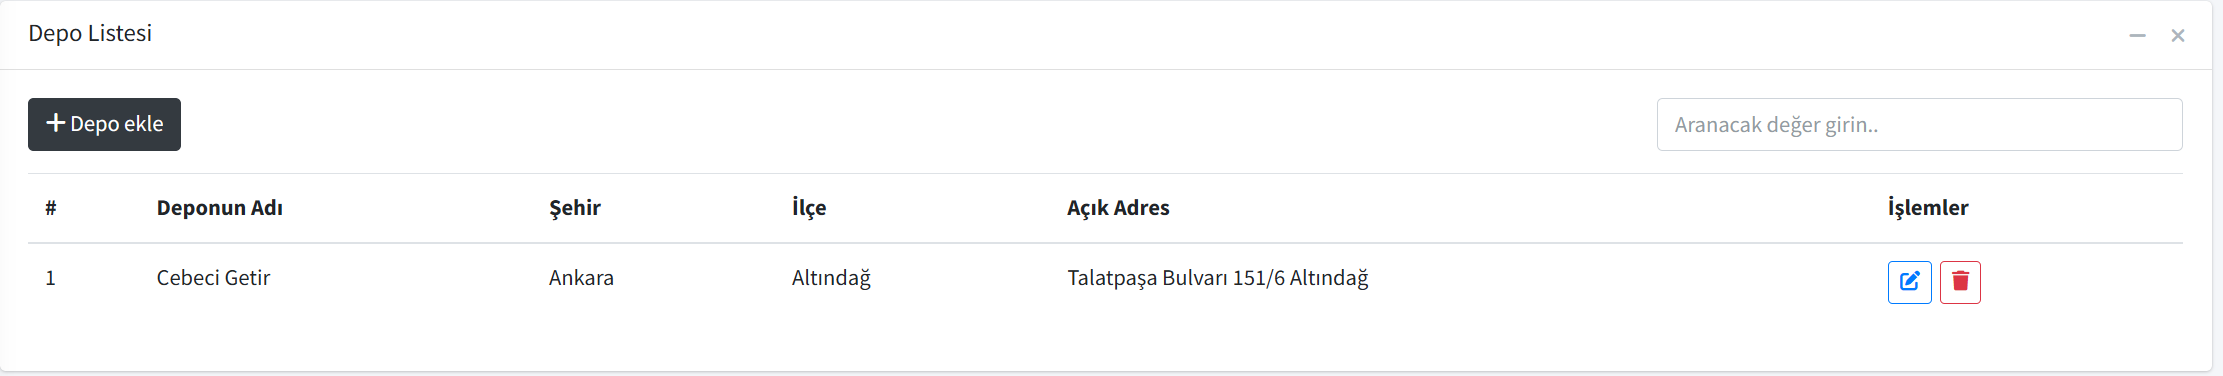 Depo Listesi
Depo ekle
Aranacak değer girin..
# Deponun Adı Şehir İlçe Açık Adres İşlemler
1 Cebeci Getir Ankara Altındağ Talatpaşa Bulvarı 151/6 Altındağ